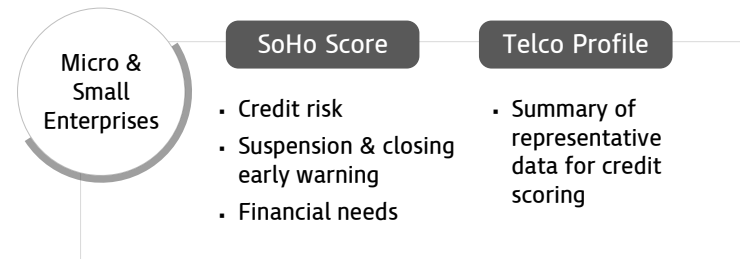 Micro &
Small
Enterprises
SoHo Score
▪ Credit risk
▪ Suspension & closing
early warning
▪ Financial needs
Telco Profile
▪ Summary of
representative
data for credit
scoring